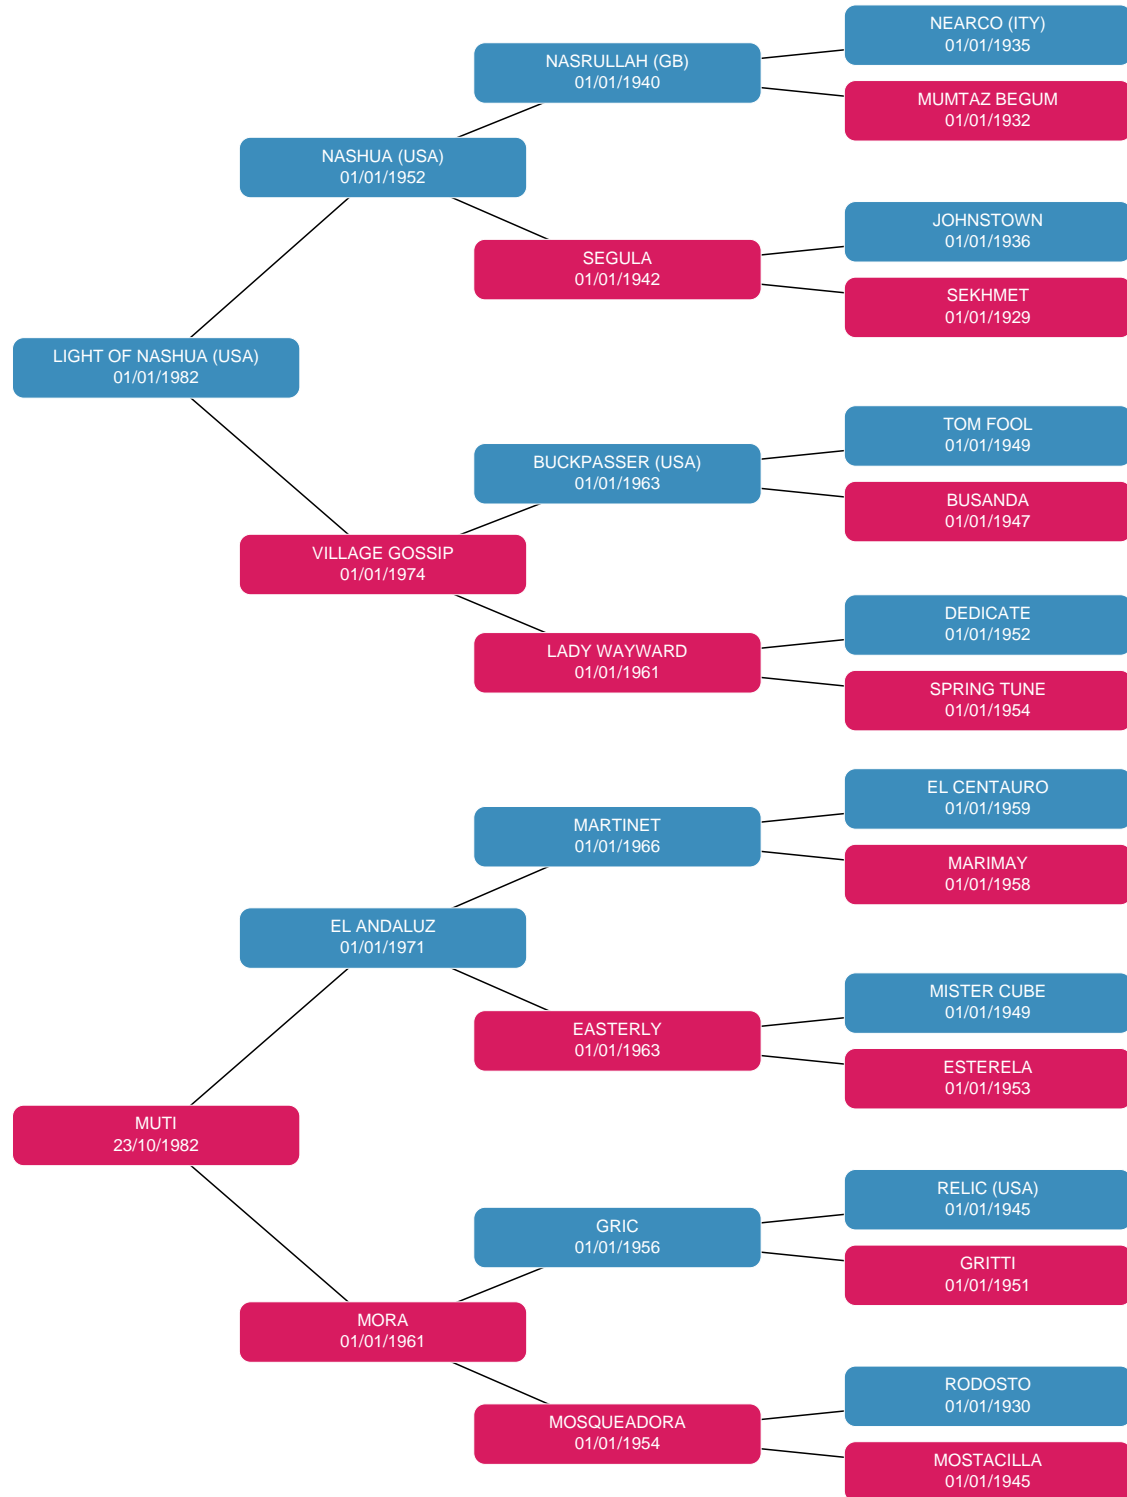 NEARCO (ITY)
01/01/1935
NASRULLAH (GB)
01/01/1940
MUMTAZ BEGUM
01/01/1932
NASHUA (USA)
01/01/1952
JOHNSTOWN
01/01/1936
SEGULA
01/01/1942
SEKHMET
01/01/1929
LIGHT OF NASHUA (USA)
01/01/1982
TOM FOOL
01/01/1949
BUCKPASSER (USA)
01/01/1963
BUSANDA
01/01/1947
VILLAGE GOSSIP
01/01/1974
DEDICATE
01/01/1952
LADY WAYWARD
01/01/1961
SPRING TUNE
01/01/1954
EL CENTAURO
01/01/1959
MARTINET
01/01/1966
MARIMAY
01/01/1958
EL ANDALUZ
01/01/1971
MISTER CUBE
01/01/1949
EASTERLY
01/01/1963
ESTERELA
01/01/1953
MUTI
23/10/1982
RELIC (USA)
01/01/1945
GRIC
01/01/1956
GRITTI
01/01/1951
MORA
01/01/1961
RODOSTO
01/01/1930
MOSQUEADORA
01/01/1954
MOSTACILLA
01/01/1945